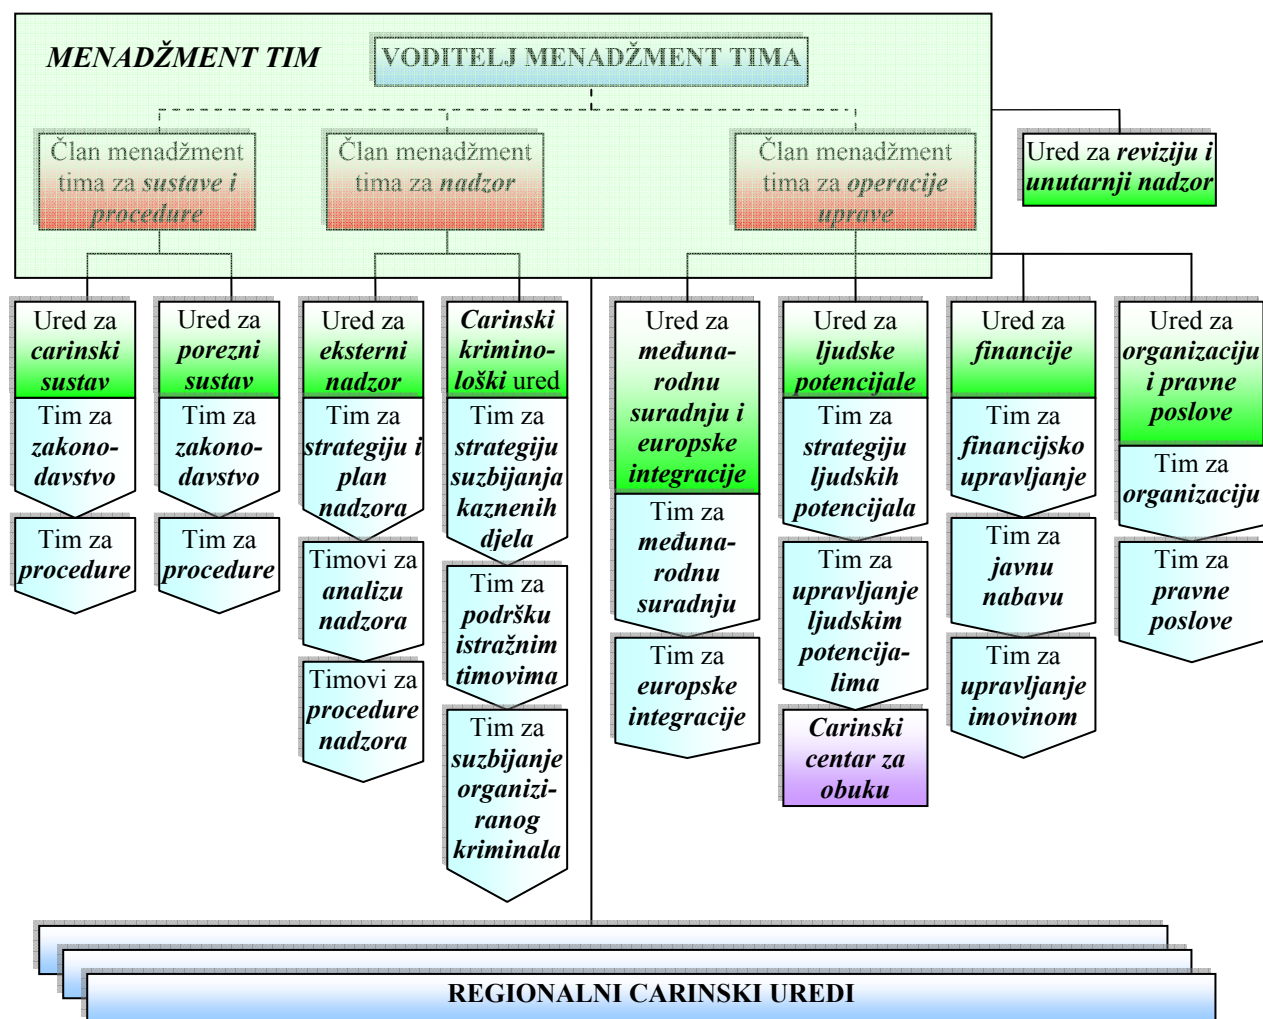 MENADŽMENT TIM
VODITELJ MENADŽMENT TIMA
Član menadžment
tima za sustave i
procedure
Član menadžment
tima za nadzor
Član menadžment
tima za operacije
uprave
Ured za reviziju i
unutarnji nadzor
Ured za
carinski
sustav
Tim za
zakono-
davstvo
Tim za
procedure
Ured za
porezni
sustav
Tim za
zakono-
davstvo
Tim za
procedure
Ured za
eksterni
nadzor
Tim za
strategiju i
plan
nadzora
Timovi za
analizu
nadzora
Timovi za
procedure
nadzora
Carinski
krimino-
loški ured
Tim za
strategiju
suzbijanja
kaznenih
djela
Tim za
podršku
istražnim
timovima
Tim za
suzbijanje
organizi-
ranog
kriminala
Ured za
međuna-
rodnu
suradnju i
europske
integracije
Tim za
međuna-
rodnu
suradnju
Tim za
europske
integracije
Ured za
ljudske
potencijale
Tim za
strategiju
ljudskih
potencijala
Tim za
upravljanje
ljudskim
potencija-
lima
Carinski
centar za
obuku
Ured za
financije
Tim za
financijsko
upravljanje
Tim za
javnu
nabavu
Tim za
upravljanje
imovinom
Ured za
organizaciju
i pravne
poslove
Tim za
organizaciju
Tim za
pravne
poslove
REGIONALNI CARINSKI UREDI